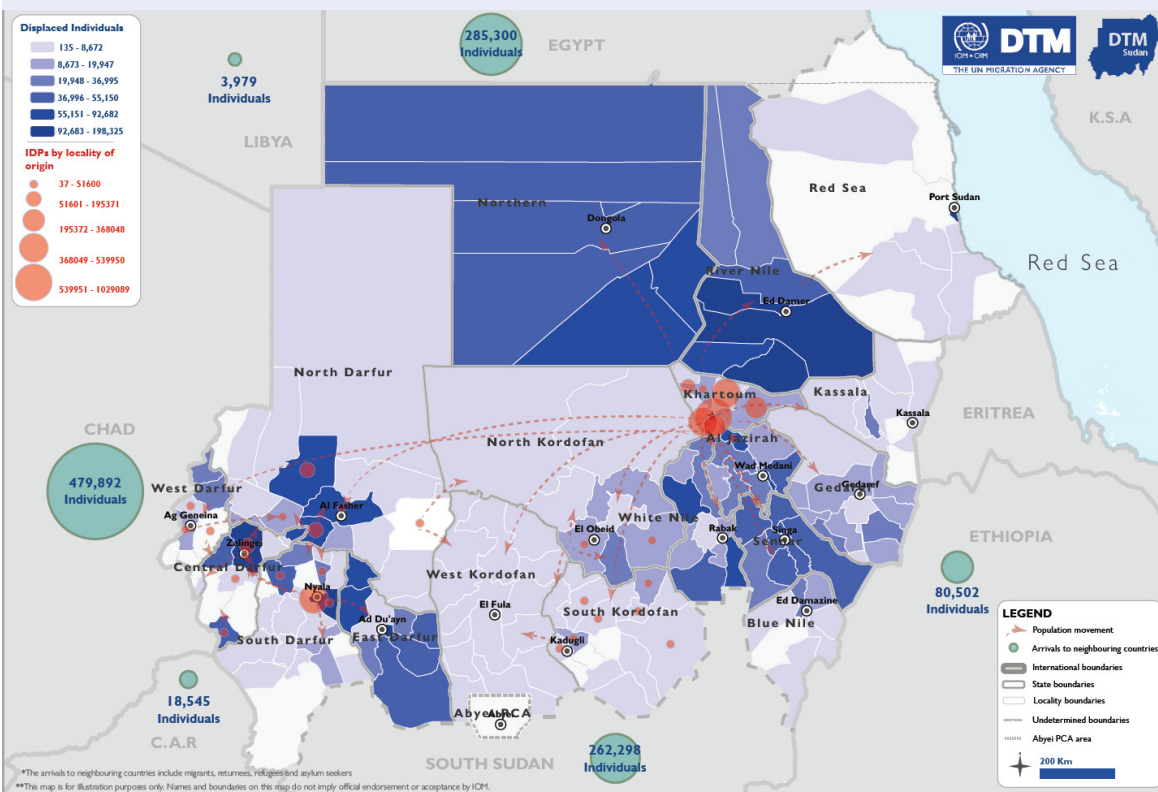 Displaced Individuals
135 - 8,672
8,673 - 19,947
19,948 - 36,995
36,996 - 55,150
55,151 - 92,682
92,683 - 198,325
IDPs by locality of
origin
37 - 51600
51601 - 195371
195372 - 368048
368049 - 539950
539951 - 1029089
3,979
Individuals
LIBYA
285,300
Individuals
EGYPT
IOM • OIM
DTM
THE UN MIGRATION AGENCY
DTM
Sudan
K.S.A
Red Sea
Port Sudan
Red Sea
Northern
Dongola
River Nile
Ed Damer
North Darfur
Khartoum
Kassala
Kassala
ERITREA
CHAD
479,892
Individuals
North Kordofan
Al Jazirah
Wad Medani
West Darfur
Ag Geneina
Al Fasher
Gedaref
Gedaref
El Obeid
White Nile
Rabak
Singa
Sennar
ETHIOPIA
80,502
Individuals
Zalingei
Central Darfur
Nyala
West Kordofan
El Fula
South Kordofan
Ed Damazine
Blue Nile
Ad Du'ayn
East Darfur
South Darfur
Kadugli
Abyei PCA
Abyei
18,545
Individuals
C.A.R
SOUTH SUDAN
262,298
Individuals
LEGEND
Population movement
Arrivals to neighbouring countries
International boundaries
State boundaries
Locality boundaries
Undetermined boundaries
Abyei PCA area
200 Km
*The arrivals to neighbouring countries include migrants, returnees, refugees and asylum seekers
**This map is for illustration purposes only. Names and boundaries on this map do not imply official endorsement or acceptance by IOM.